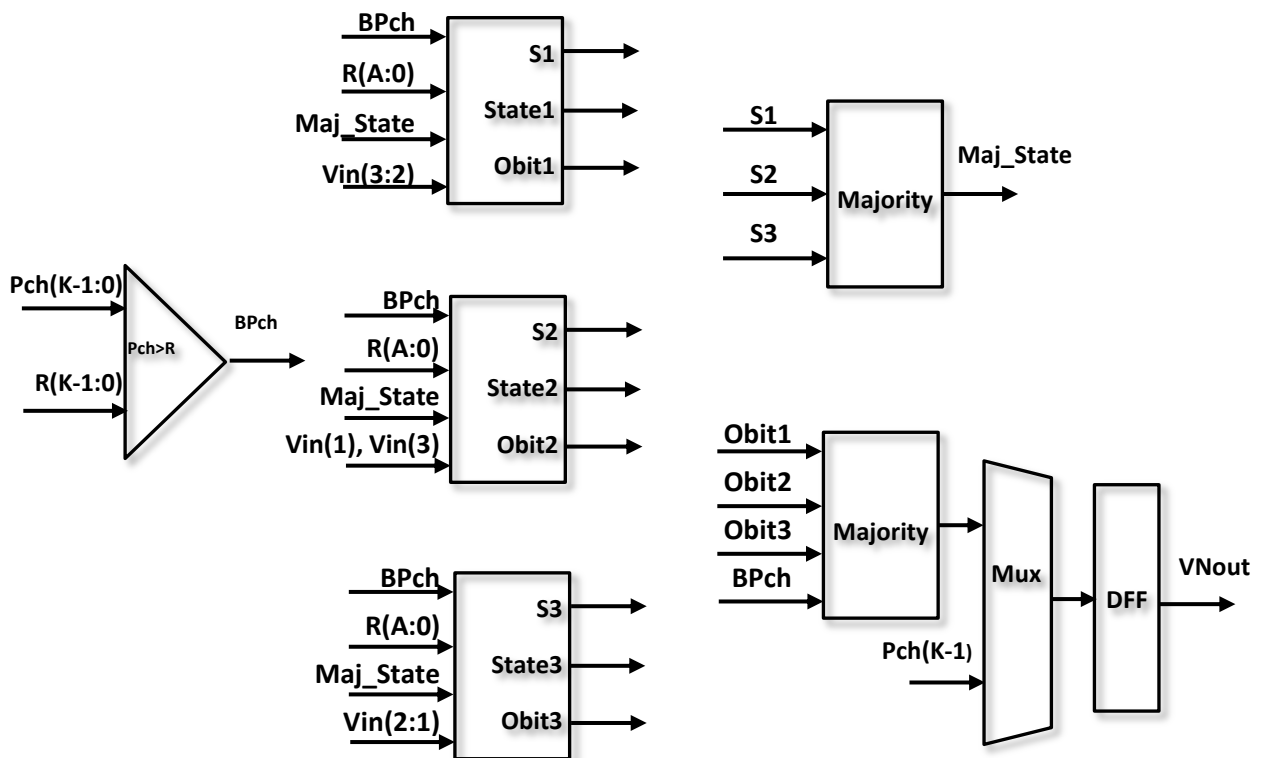 BPch
R(A:0)
Maj_State
Vin(3:2)
S1
State1
Obit1
S1
S2
S3
Majority
Maj_State
Pch(K-1:0)
R(K-1:0)
Pch>R
BPch
BPch
R(A:0)
Maj_State
Vin(1), Vin(3)
S2
State2
Obit2
Obit1
Obit2
Obit3
BPch
Majority
Pch(K-1)
Mux
DFF
VNout
BPch
R(A:0)
Maj_State
Vin(2:1)
S3
State3
Obit3